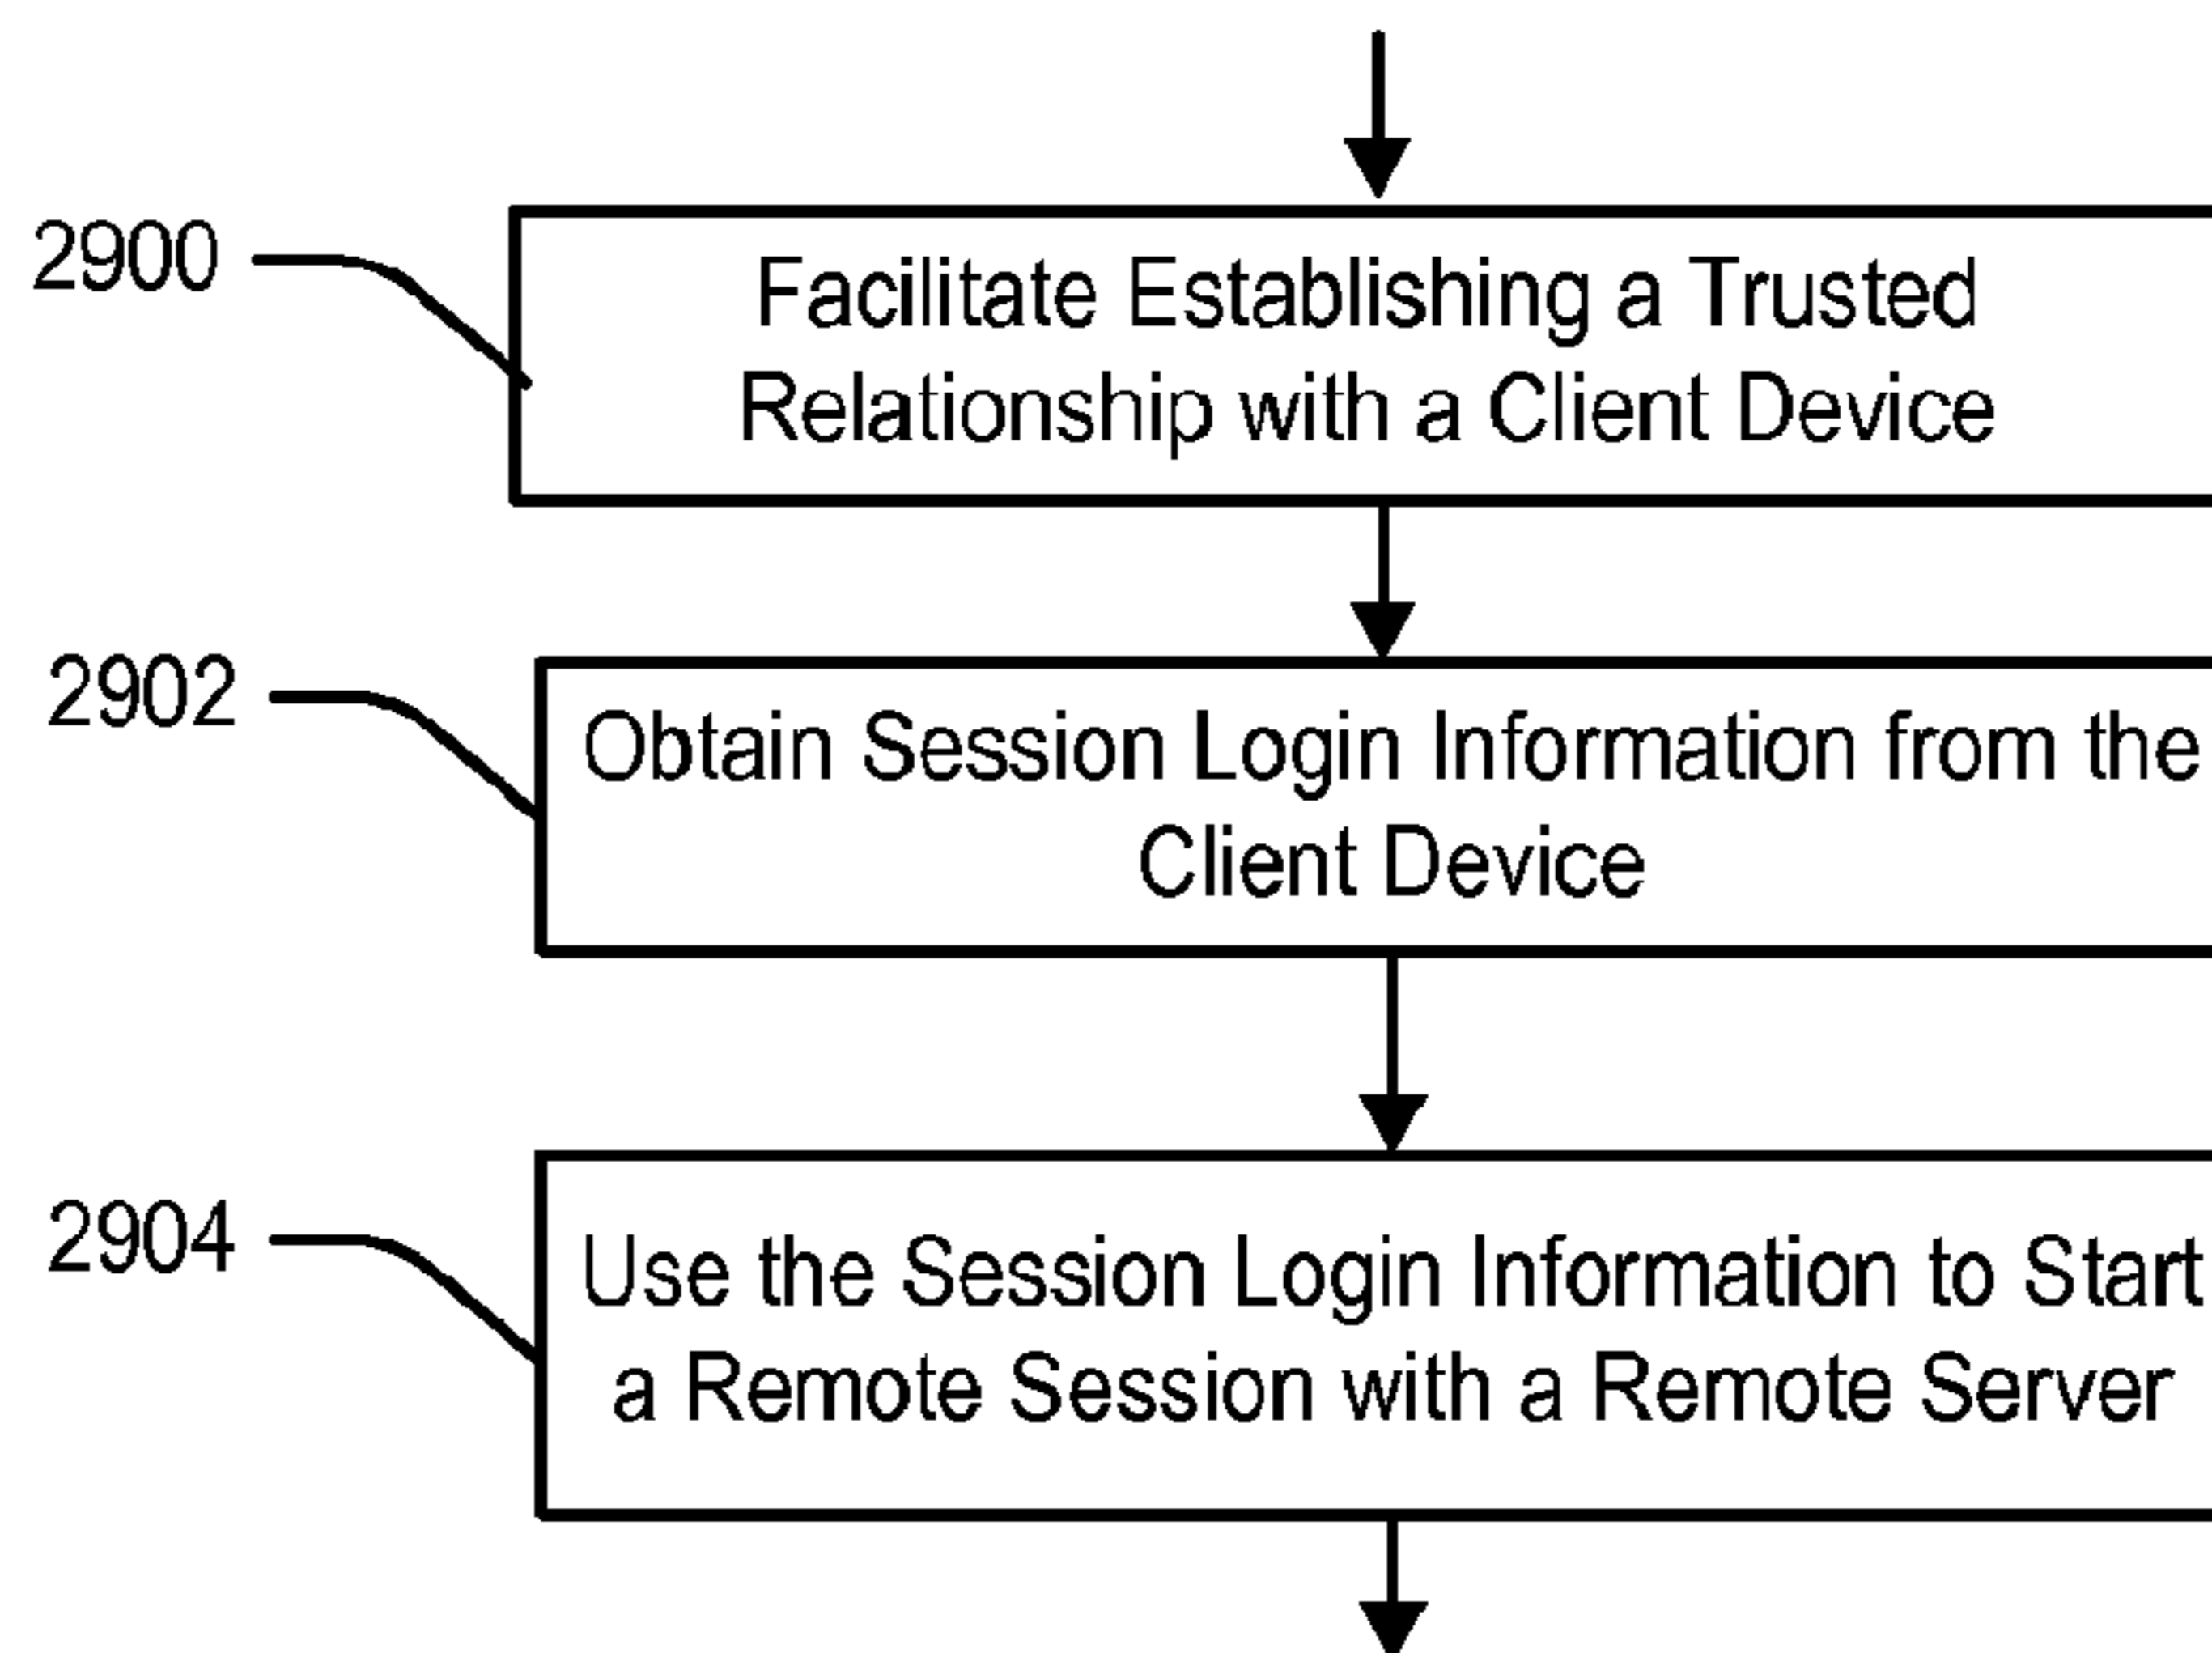 2900
Facilitate Establishing a Trusted
Relationship with a Client Device
2902
Obtain Session Login Information from the
Client Device
2904
Use the Session Login Information to Start
a Remote Session with a Remote Server